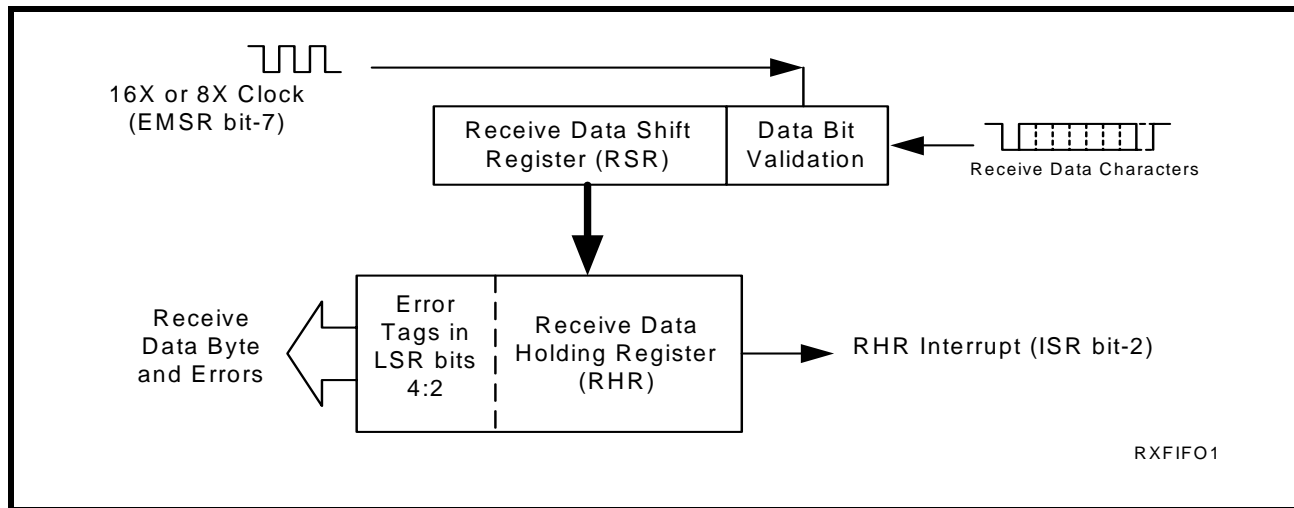 16X or 8X Clock
(EMSR bit-7)
Receive Data Shift
Register (RSR)
Data Bit
Validation
Receive Data Characters
Receive
Data Byte
and Errors
Error
Tags in
LSR bits
4:2
Receive Data
Holding Register
(RHR)
RHR Interrupt (ISR bit-2)
RXFIFO1